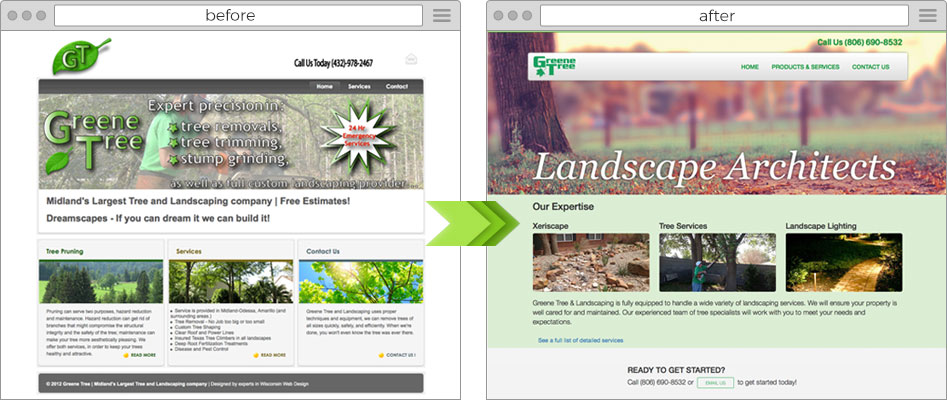 before
GT
Call Us Today (432)-978-2467
Home Services Contact
Greene
Tree
Expert precision in:
tree removals,
tree trimming,
stump grinding,
as well as full custom landscaping provider...
24 Hr.
Emergency
Services
Midland's Largest Tree and Landscaping company | Free Estimates!
Dreamscapes - If you can dream it we can build it!
Tree Pruning
Pruning can serve two purposes, hazard reduction
and maintenance. Hazard reduction can get rid of
branches that might compromise the structural
integrity and the safety of the tree, maintenance can
make your tree more aesthetically pleasing. We
offer both services, in order to keep your trees
healthy and attractive.
READ MORE
Services
Service is provided in Midland-Odessa, Amarillo (and
surrounding areas.)
Tree Removal - No Job too big or too small
Custom Tree Shaping
Clear Roof and Power Lines
Insured Texas Tree Climbers in all landscapes
Deep Root Fertilization Treatments
Disease and Pest Control
READ MORE
Contact Us
Greene Tree and Landscaping uses proper
techniques and equipment, we can remove trees of
all sizes quickly, safely, and efficiently. When we're
done, you won't even know the tree was ever there.
CONTACT US !
© 2012 Greene Tree | Midland's Largest Tree and Landscaping company | Designed by experts in Wisconsin Web Design
after
Call Us (806) 690-8532
Greene
Tree
HOME PRODUCTS & SERVICES CONTACT US
Landscape Architects
Our Expertise
Xeriscape
Tree Services
Landscape Lighting
Greene Tree & Landscaping is fully equipped to handle a wide variety of landscaping services. We will ensure your property is
well cared for and maintained. Our experienced team of tree specialists will work with you to meet your needs and
expectations.
See a full list of detailed services
READY TO GET STARTED?
Call (806) 690-8532 or EMAIL US to get started today!